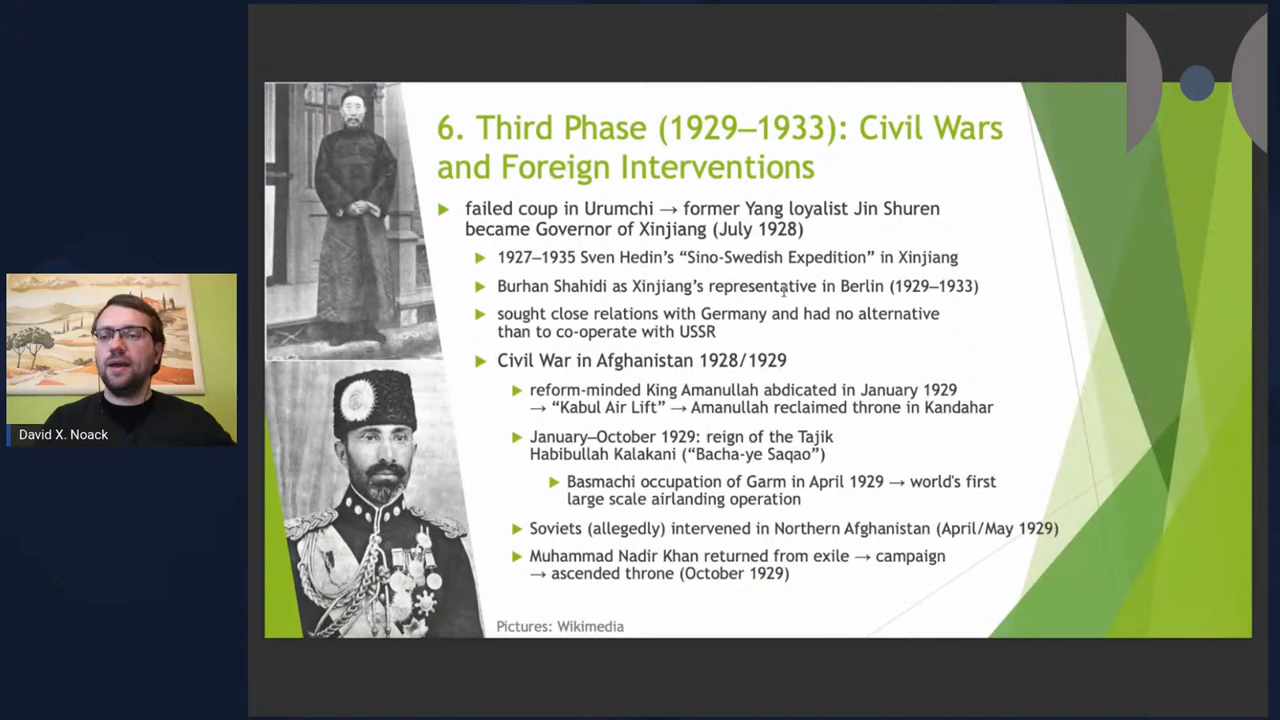 6. Third Phase (1929–1933): Civil Wars
and Foreign Interventions
failed coup in Urumchi → former Yang loyalist Jin Shuren
became Governor of Xinjiang (July 1928)
1927–1935 Sven Hedin’s “Sino-Swedish Expedition” in Xinjiang
Burhan Shahidi as Xinjiang’s representative in Berlin (1929–1933)
sought close relations with Germany and had no alternative
than to co-operate with USSR
Civil War in Afghanistan 1928/1929
reform-minded King Amanullah abdicated in January 1929
→ “Kabul Air Lift” → Amanullah reclaimed throne in Kandahar
January–October 1929: reign of the Tajik
Habibullah Kalakani (“Bacha-ye Saqao”)
Basmachi occupation of Garm in April 1929 → world's first
large scale airlanding operation
Soviets (allegedly) intervened in Northern Afghanistan (April/May 1929)
Muhammad Nadir Khan returned from exile → campaign
→ ascended throne (October 1929)
Pictures: Wikimedia
David X. Noack